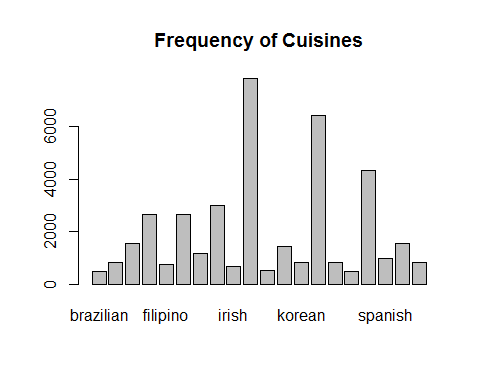 Frequency of Cuisines
6000
4000
2000
0
brazilian filipino irish korean spanish